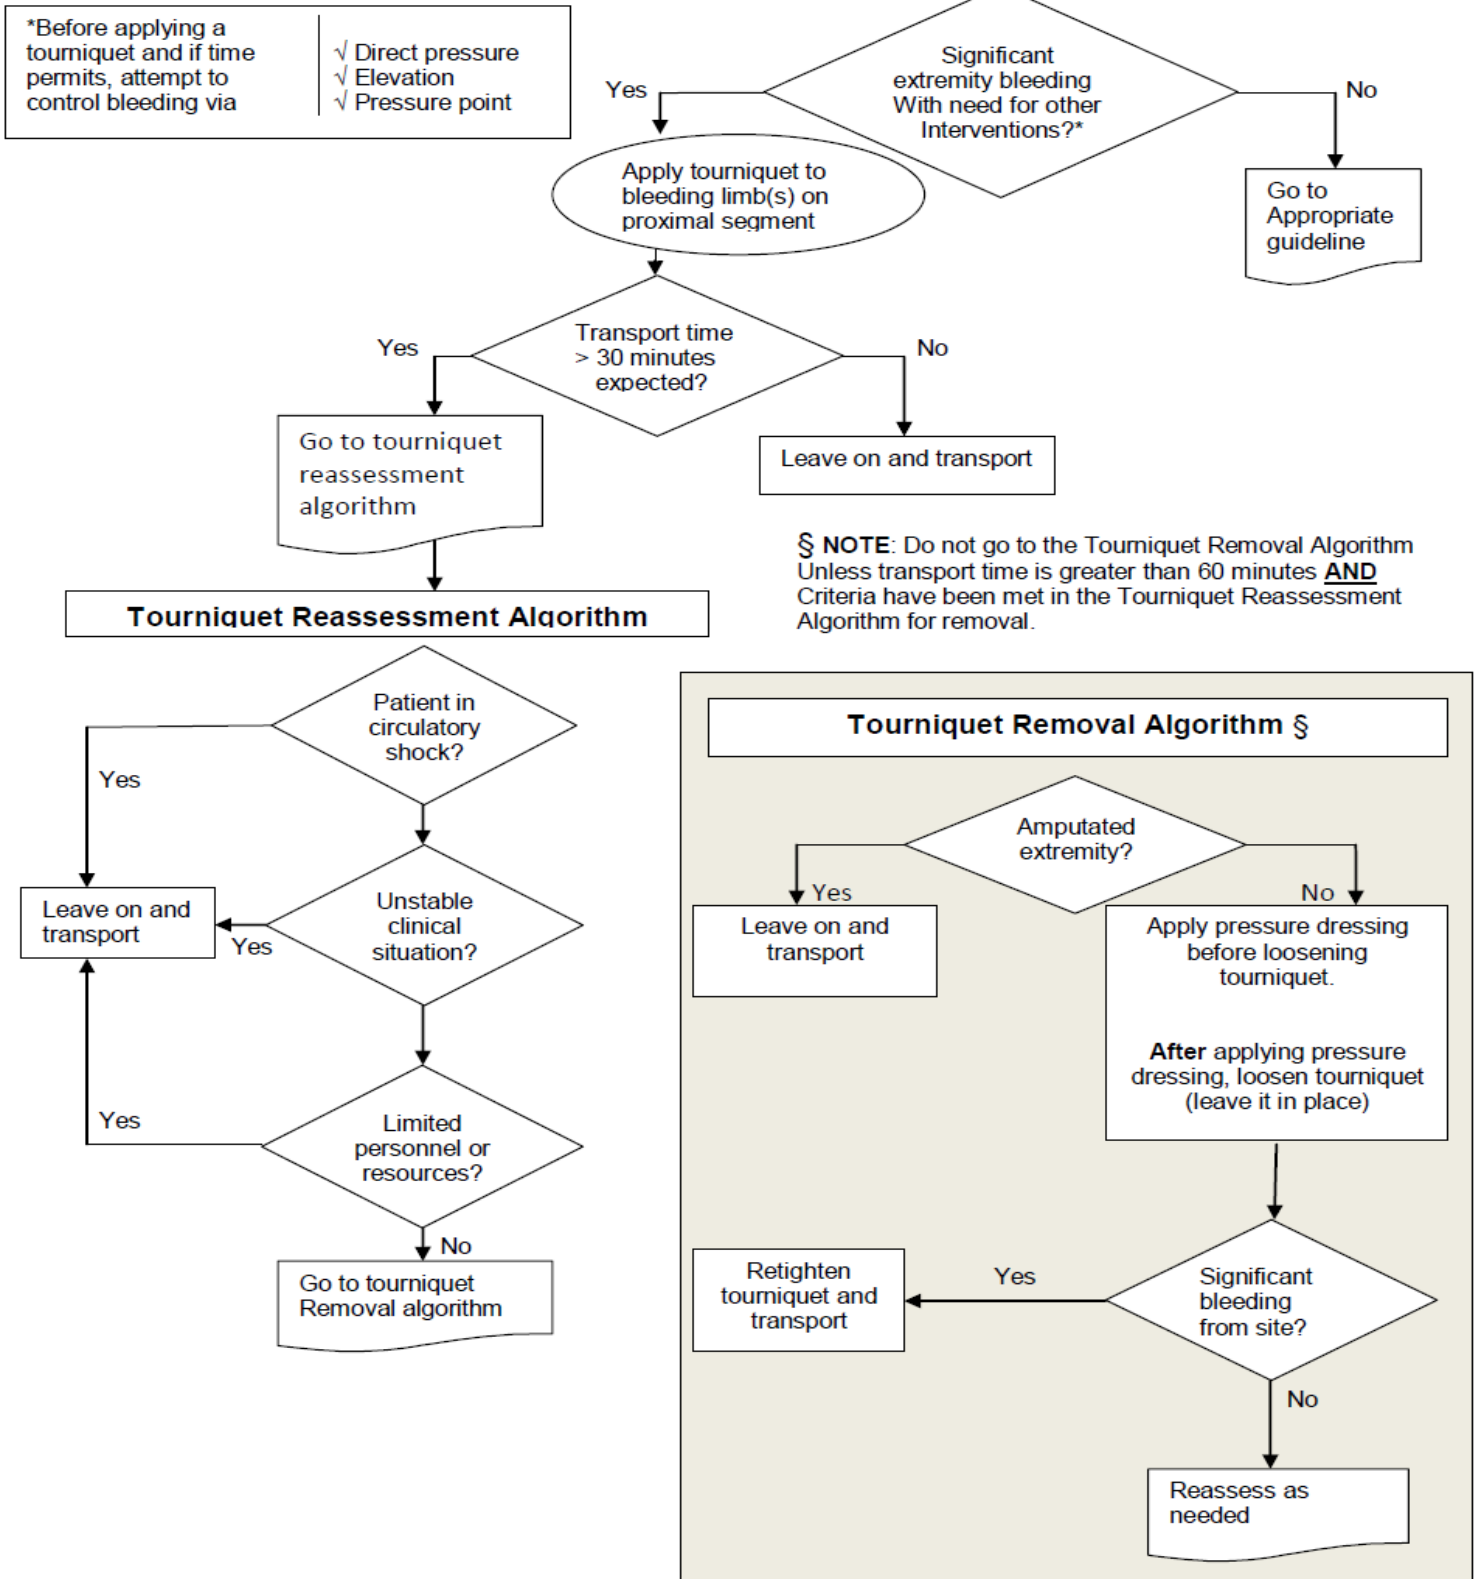 *Before applying a
tourniquet and if time
permits, attempt to
control bleeding via
√ Direct pressure
√ Elevation
√ Pressure point
Significant
extremity bleeding
With need for other
Interventions?*
Yes
No
Apply tourniquet to
bleeding limb(s) on
proximal segment
Go to
Appropriate
guideline
Transport time
> 30 minutes
expected?
Yes
No
Go to tourniquet
reassessment
algorithm
Leave on and transport
§ NOTE: Do not go to the Tourniquet Removal Algorithm
Unless transport time is greater than 60 minutes AND
Criteria have been met in the Tourniquet Reassessment
Algorithm for removal.
Tourniquet Reassessment Algorithm
Patient in
circulatory
shock?
Yes
Leave on and
transport
Yes
Unstable
clinical
situation?
Yes
Limited
personnel or
resources?
No
Go to tourniquet
Removal algorithm
Tourniquet Removal Algorithm §
Amputated
extremity?
Yes
No
Leave on and
transport
Apply pressure dressing
before loosening
tourniquet.
After applying pressure
dressing, loosen tourniquet
(leave it in place)
Retighten
tourniquet and
transport
Yes
Significant
bleeding
from site?
No
Reassess as
needed